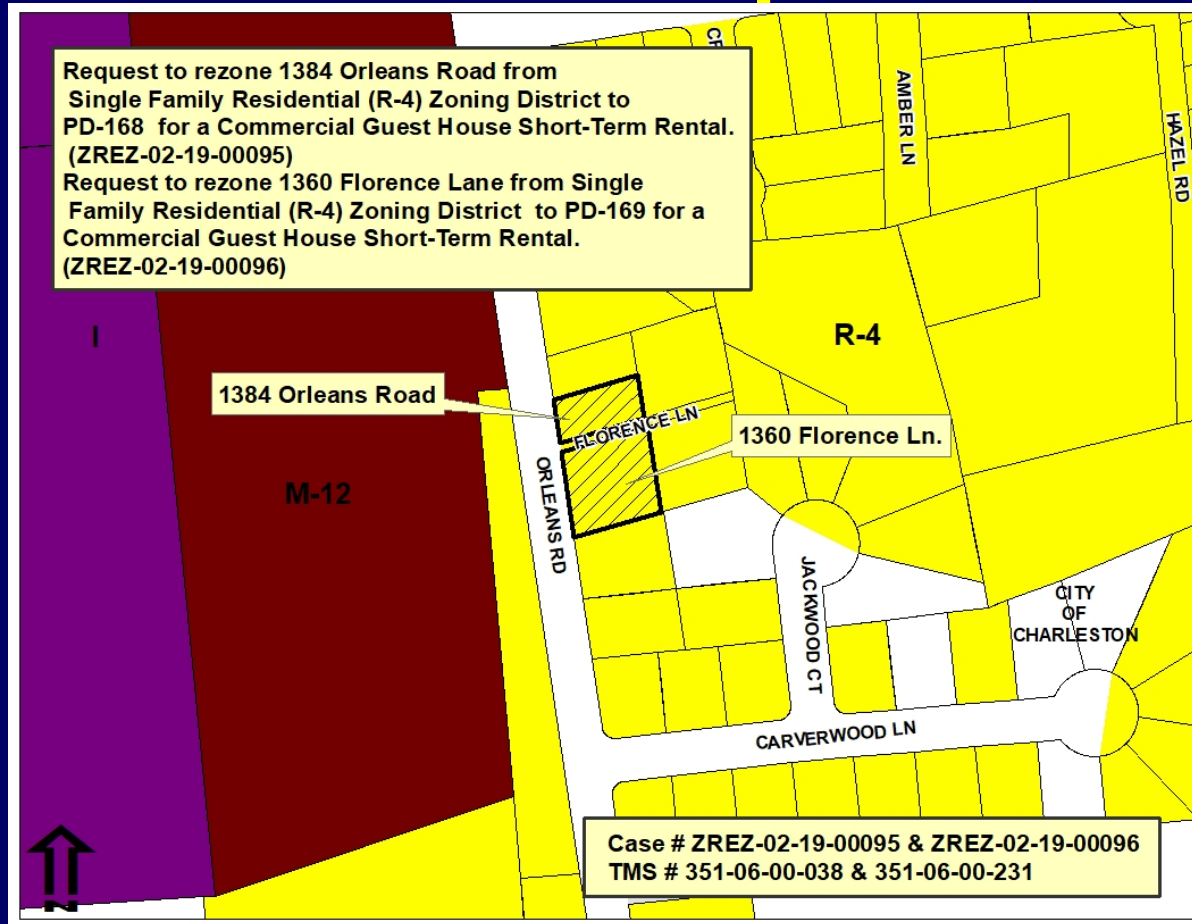 Request to rezone 1384 Orleans Road from
Single Family Residential (R-4) Zoning District to
PD-168 for a Commercial Guest House Short-Term Rental.
(ZREZ-02-19-00095)
Request to rezone 1360 Florence Lane from Single
Family Residential (R-4) Zoning District to PD-169 for a
Commercial Guest House Short-Term Rental.
(ZREZ-02-19-00096)
AMBER LN
HAZEL RD
I
R-4
1384 Orleans Road
FLORENCE LN
1360 Florence Ln.
M-12
ORLEANS RD
JACKWOOD CT
CITY
OF
CHARLESTON
CARVERWOOD LN
Case # ZREZ-02-19-00095 & ZREZ-02-19-00096
TMS # 351-06-00-038 & 351-06-00-231
N